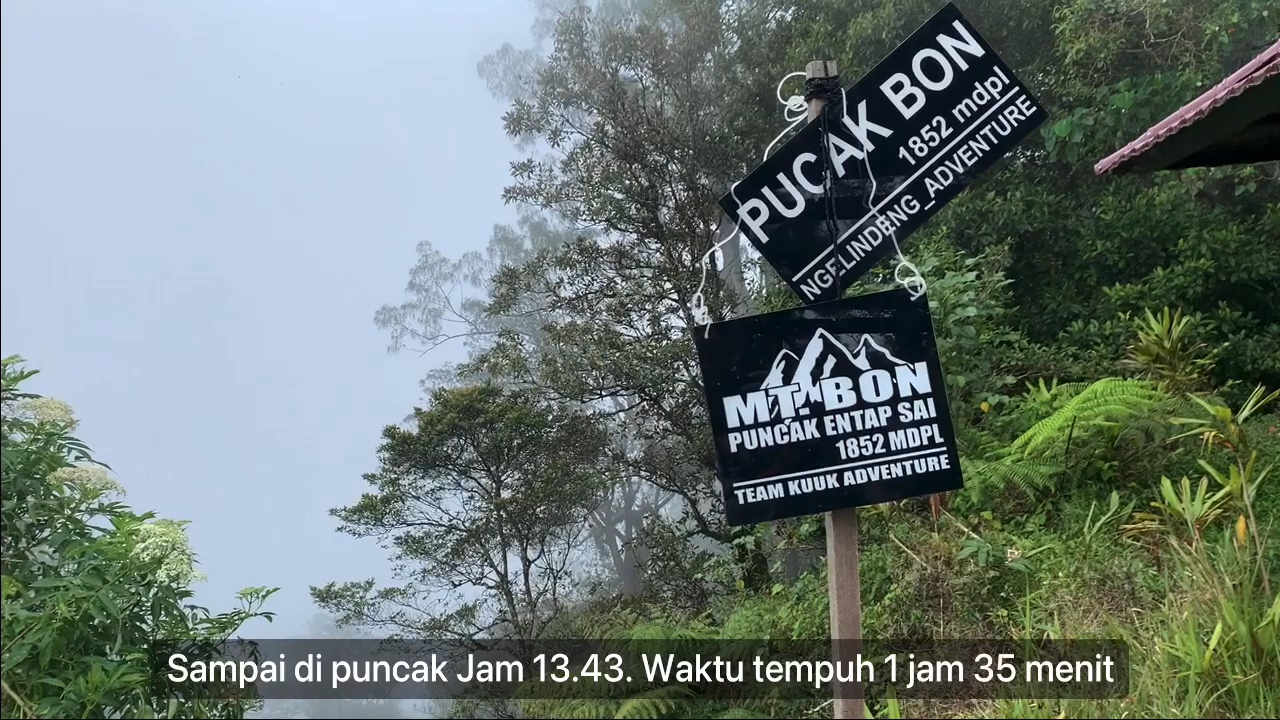 PUCAK BON
1852 mdpl
NGELINDENG_ADVENTURE
MT. BON
PUNCAK ENTAP SAI
1852 MDPL
TEAM KUUK ADVENTURE
Sampai di puncak Jam 13.43. Waktu tempuh 1 jam 35 menit